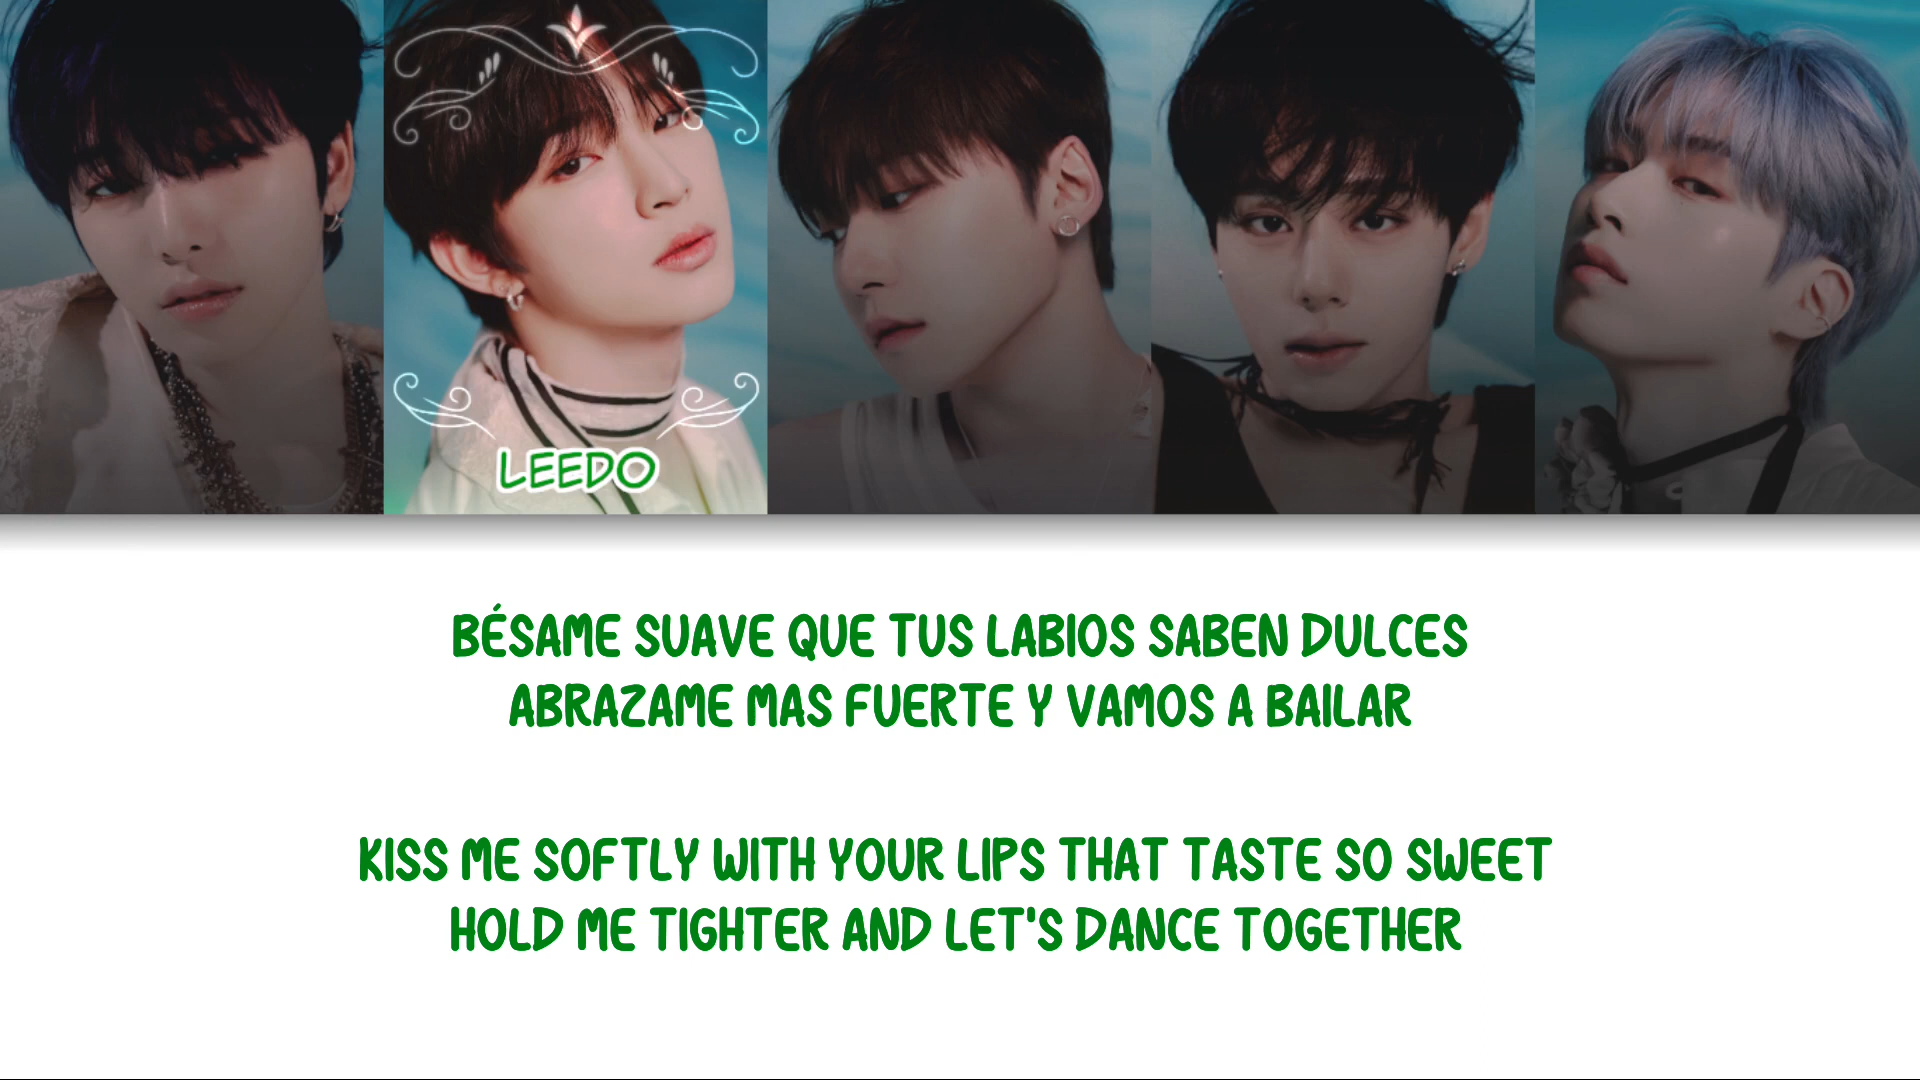 LEEDO
BÉSAME SUAVE QUE TUS LABIOS SABEN DULCES
ABRAZAME MAS FUERTE Y VAMOS A BAILAR
KISS ME SOFTLY WITH YOUR LIPS THAT TASTE SO SWEET
HOLD ME TIGHTER AND LET'S DANCE TOGETHER